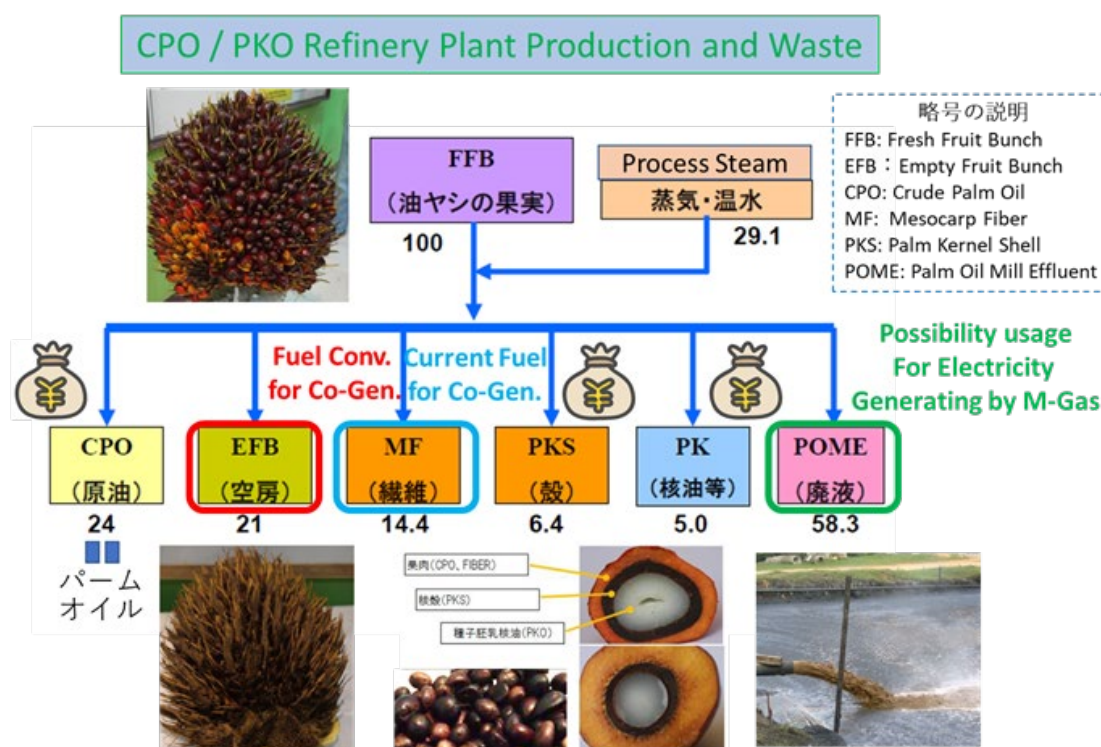 CPO / PKO Refinery Plant Production and Waste
略号の説明
FFB: Fresh Fruit Bunch
EFB：Empty Fruit Bunch
CPO: Crude Palm Oil
MF: Mesocarp Fiber
PKS: Palm Kernel Shell
POME: Palm Oil Mill Effluent
FFB
（油ヤシの果実）
100
Process Steam
蒸気・温水
29.1
Fuel Conv.
for Co-Gen.
Current Fuel
for Co-Gen.
Possibility usage
For Electricity
Generating by M-Gas
¥
¥
¥
CPO
（原油）
24
EFB
（空房）
21
MF
（繊維）
14.4
PKS
（殻）
6.4
PK
（核油等）
5.0
POME
（廃液）
58.3
パーム
オイル
果肉(CPO、FIBER)
核殻(PKS)
種子胚乳核油(PKO)